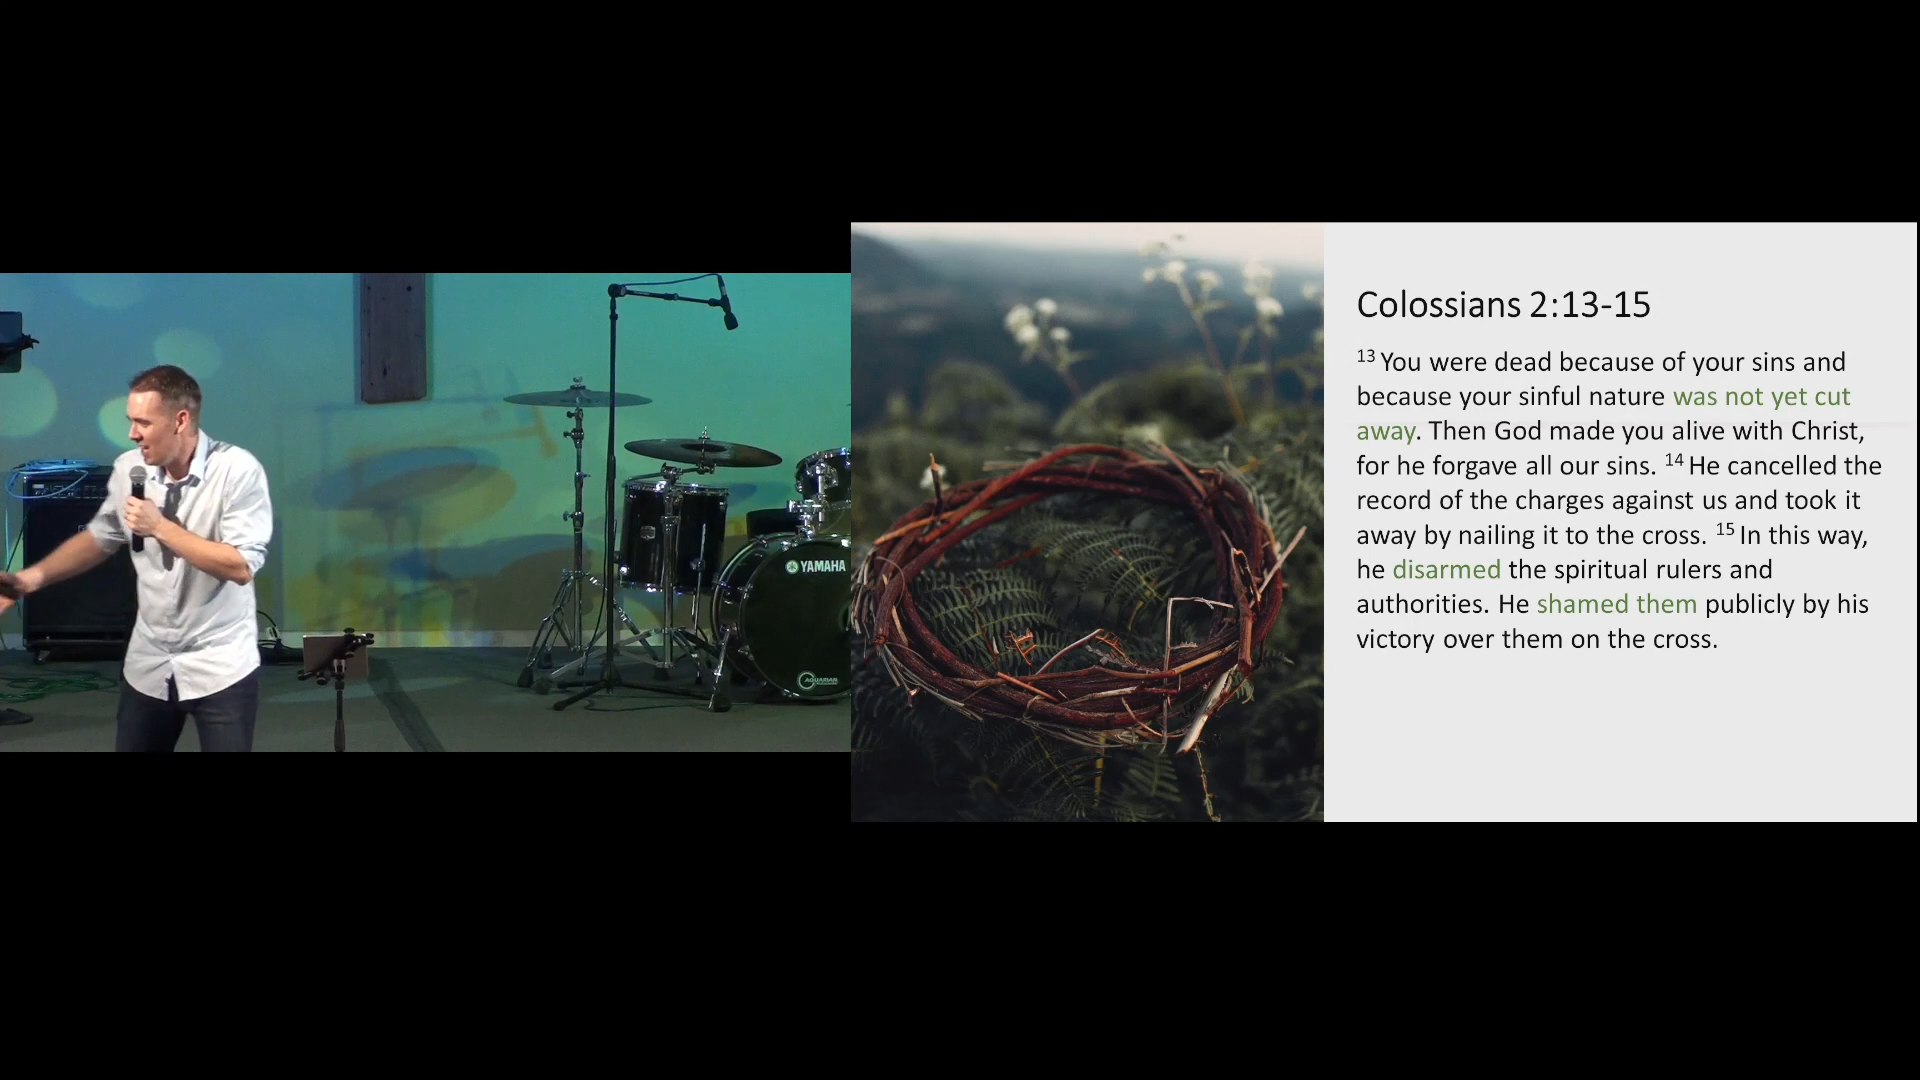 YAMAHA
AQUARIAN
Colossians 2:13-15
13 You were dead because of your sins and
because your sinful nature was not yet cut
away. Then God made you alive with Christ,
for he forgave all our sins. 14 He cancelled the
record of the charges against us and took it
away by nailing it to the cross. 15 In this way,
he disarmed the spiritual rulers and
authorities. He shamed them publicly by his
victory over them on the cross.